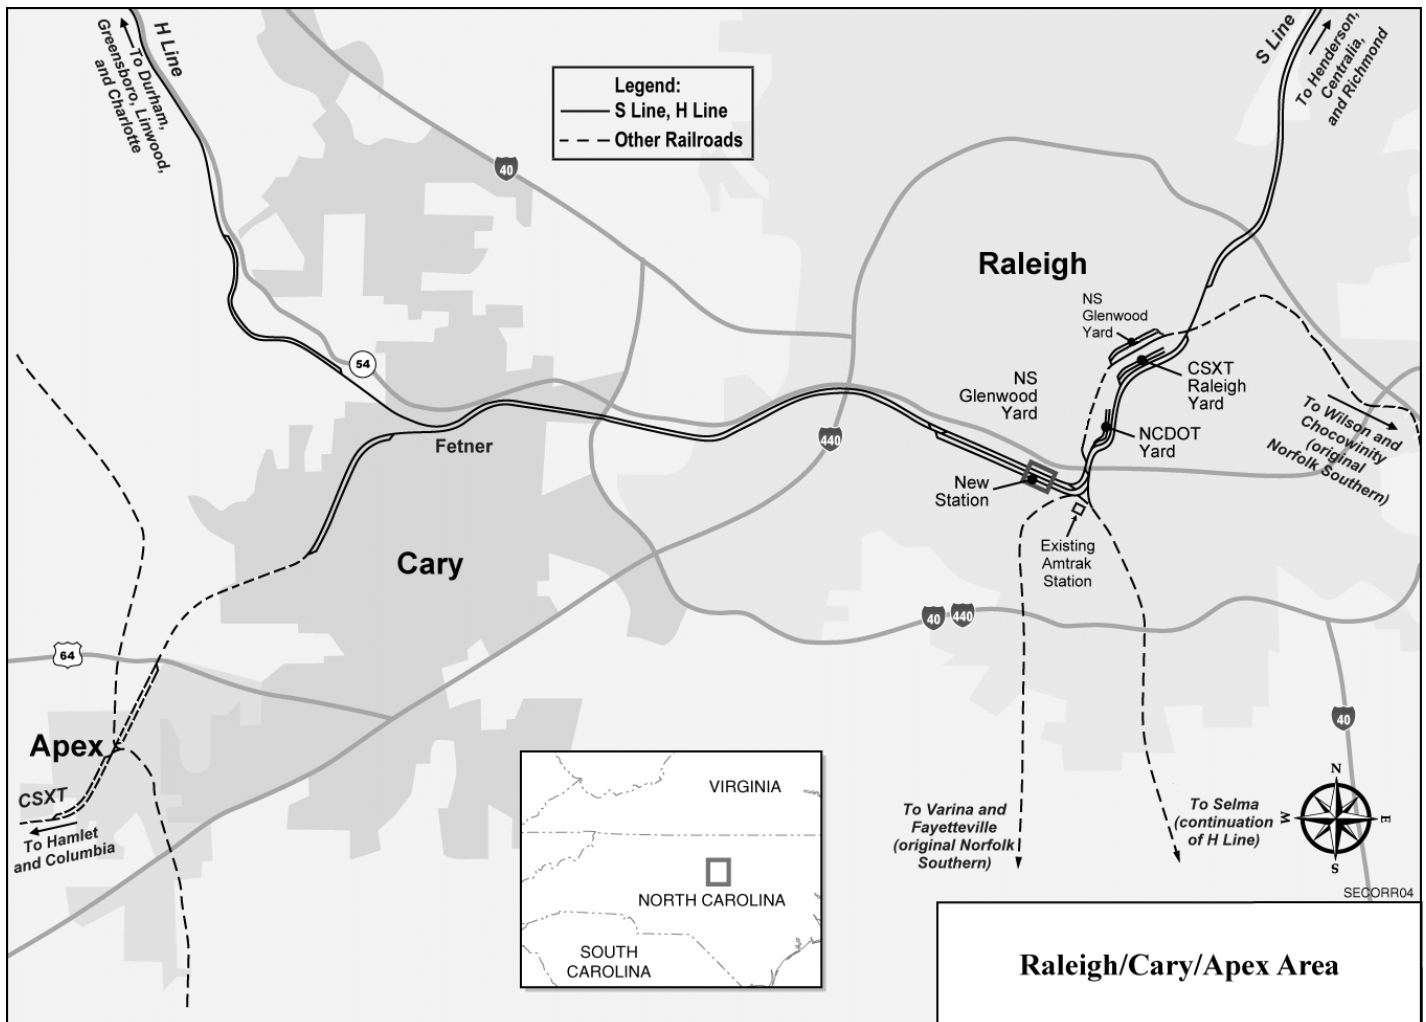 H Line
To Durham,
Greensboro, Linwood,
and Charlotte
S Line
To Henderson,
Centralia,
and Richmond
Legend:
S Line, H Line
Other Railroads
40
Raleigh
NS
Glenwood
Yard
54
CSXT
Raleigh
Yard
NS
Glenwood
Yard
To Wilson and
Chocowinity
(original
Norfolk Southern)
440
NCDOT
Yard
Fetner
New
Station
Existing
Amtrak
Station
Cary
40
440
64
40
Apex
CSXT
To Hamlet
and Columbia
To Varina and
Fayetteville
(original Norfolk
Southern)
To Selma
(continuation
of H Line)
N
W
E
S
VIRGINIA
NORTH CAROLINA
SOUTH
CAROLINA
SECORR04
Raleigh/Cary/Apex Area